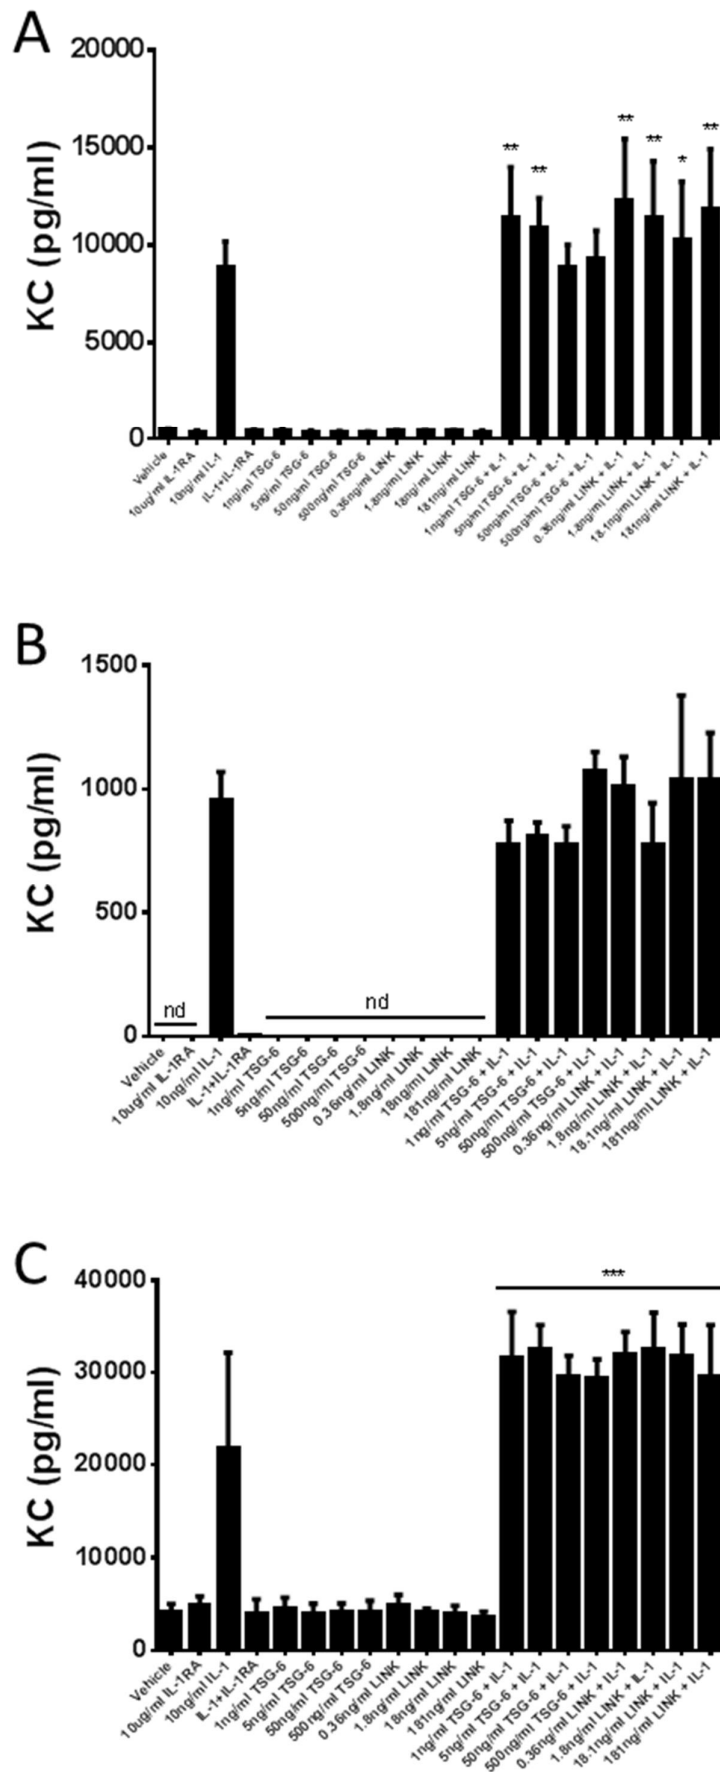 A
20000
15000
10000
5000
0
KC (pg/ml)
**
**
**
**
*
**
Vehicle
10ug/ml IL-1RA
10ng/ml IL-1
IL-1+IL-1RA
1ng/ml TSG-6
5ng/ml TSG-6
50ng/ml TSG-6
500ng/ml TSG-6
0.36ng/ml LINK
1.8ng/ml LINK
18ng/ml LINK
181ng/ml LINK
1ng/ml TSG-6 + IL-1
5ng/ml TSG-6 + IL-1
50ng/ml TSG-6 + IL-1
500ng/ml TSG-6 + IL-1
0.36ng/ml LINK + IL-1
1.8ng/ml LINK + IL-1
18.1ng/ml LINK + IL-1
181ng/ml LINK + IL-1
B
1500
1000
500
0
KC (pg/ml)
nd
nd
Vehicle
10ug/ml IL-1RA
10ng/ml IL-1
IL-1+IL-1RA
1ng/ml TSG-6
5ng/ml TSG-6
50ng/ml TSG-6
500ng/ml TSG-6
0.36ng/ml LINK
1.8ng/ml LINK
18ng/ml LINK
181ng/ml LINK
1ng/ml TSG-6 + IL-1
5ng/ml TSG-6 + IL-1
50ng/ml TSG-6 + IL-1
500ng/ml TSG-6 + IL-1
0.36ng/ml LINK + IL-1
1.8ng/ml LINK + IL-1
18.1ng/ml LINK + IL-1
181ng/ml LINK + IL-1
C
40000
30000
20000
10000
0
KC (pg/ml)
***
Vehicle
10ug/ml IL-1RA
10ng/ml IL-1
IL-1+IL-1RA
1ng/ml TSG-6
5ng/ml TSG-6
50ng/ml TSG-6
500ng/ml TSG-6
0.36ng/ml LINK
1.8ng/ml LINK
18ng/ml LINK
181ng/ml LINK
1ng/ml TSG-6 + IL-1
5ng/ml TSG-6 + IL-1
50ng/ml TSG-6 + IL-1
500ng/ml TSG-6 + IL-1
0.36ng/ml LINK + IL-1
1.8ng/ml LINK + IL-1
18.1ng/ml LINK + IL-1
181ng/ml LINK + IL-1